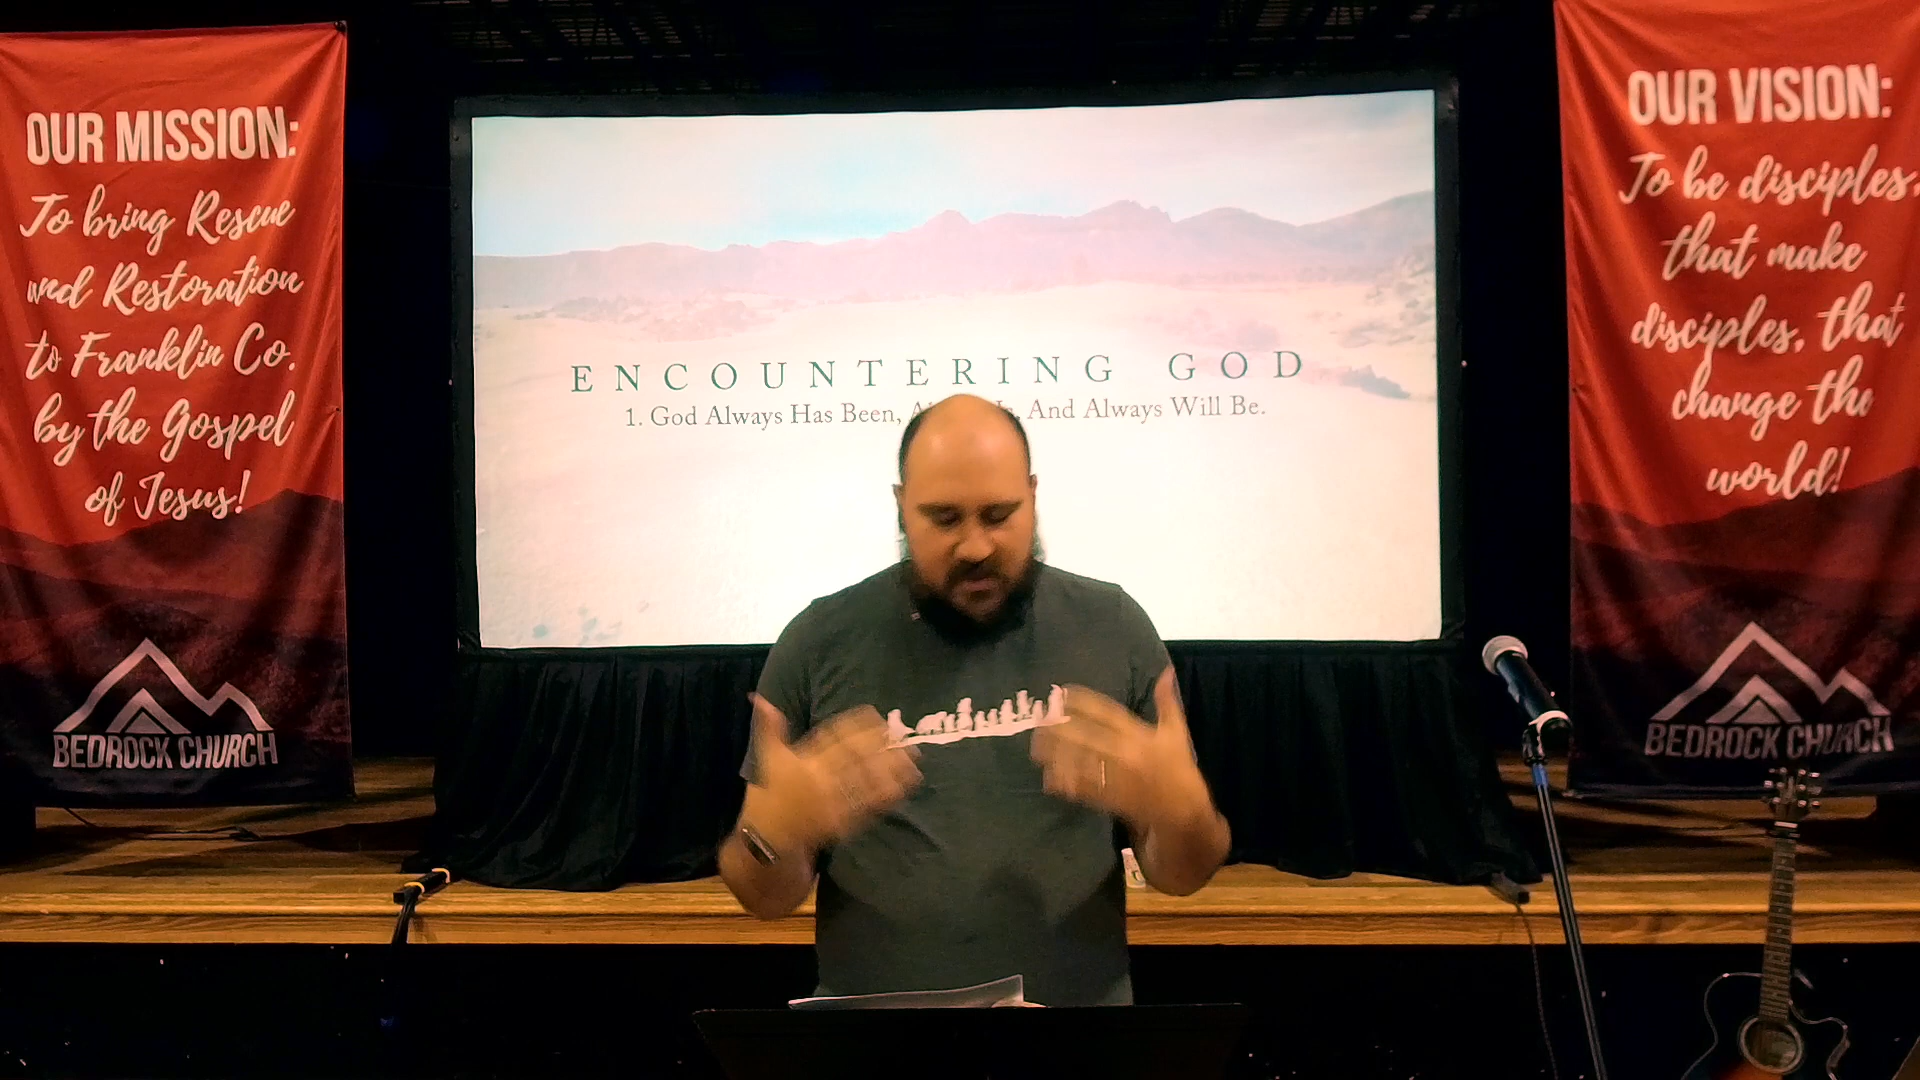 OUR MISSION:
To bring Rescue
and Restoration
to Franklin Co.
by the Gospel
of Jesus!
BEDROCK CHURCH
ENCOUNTERING GOD
1. God Always Has Been, And Always Will Be.
OUR VISION:
To be disciples,
that make
disciples, that
change the
world!
BEDROCK CHURCH